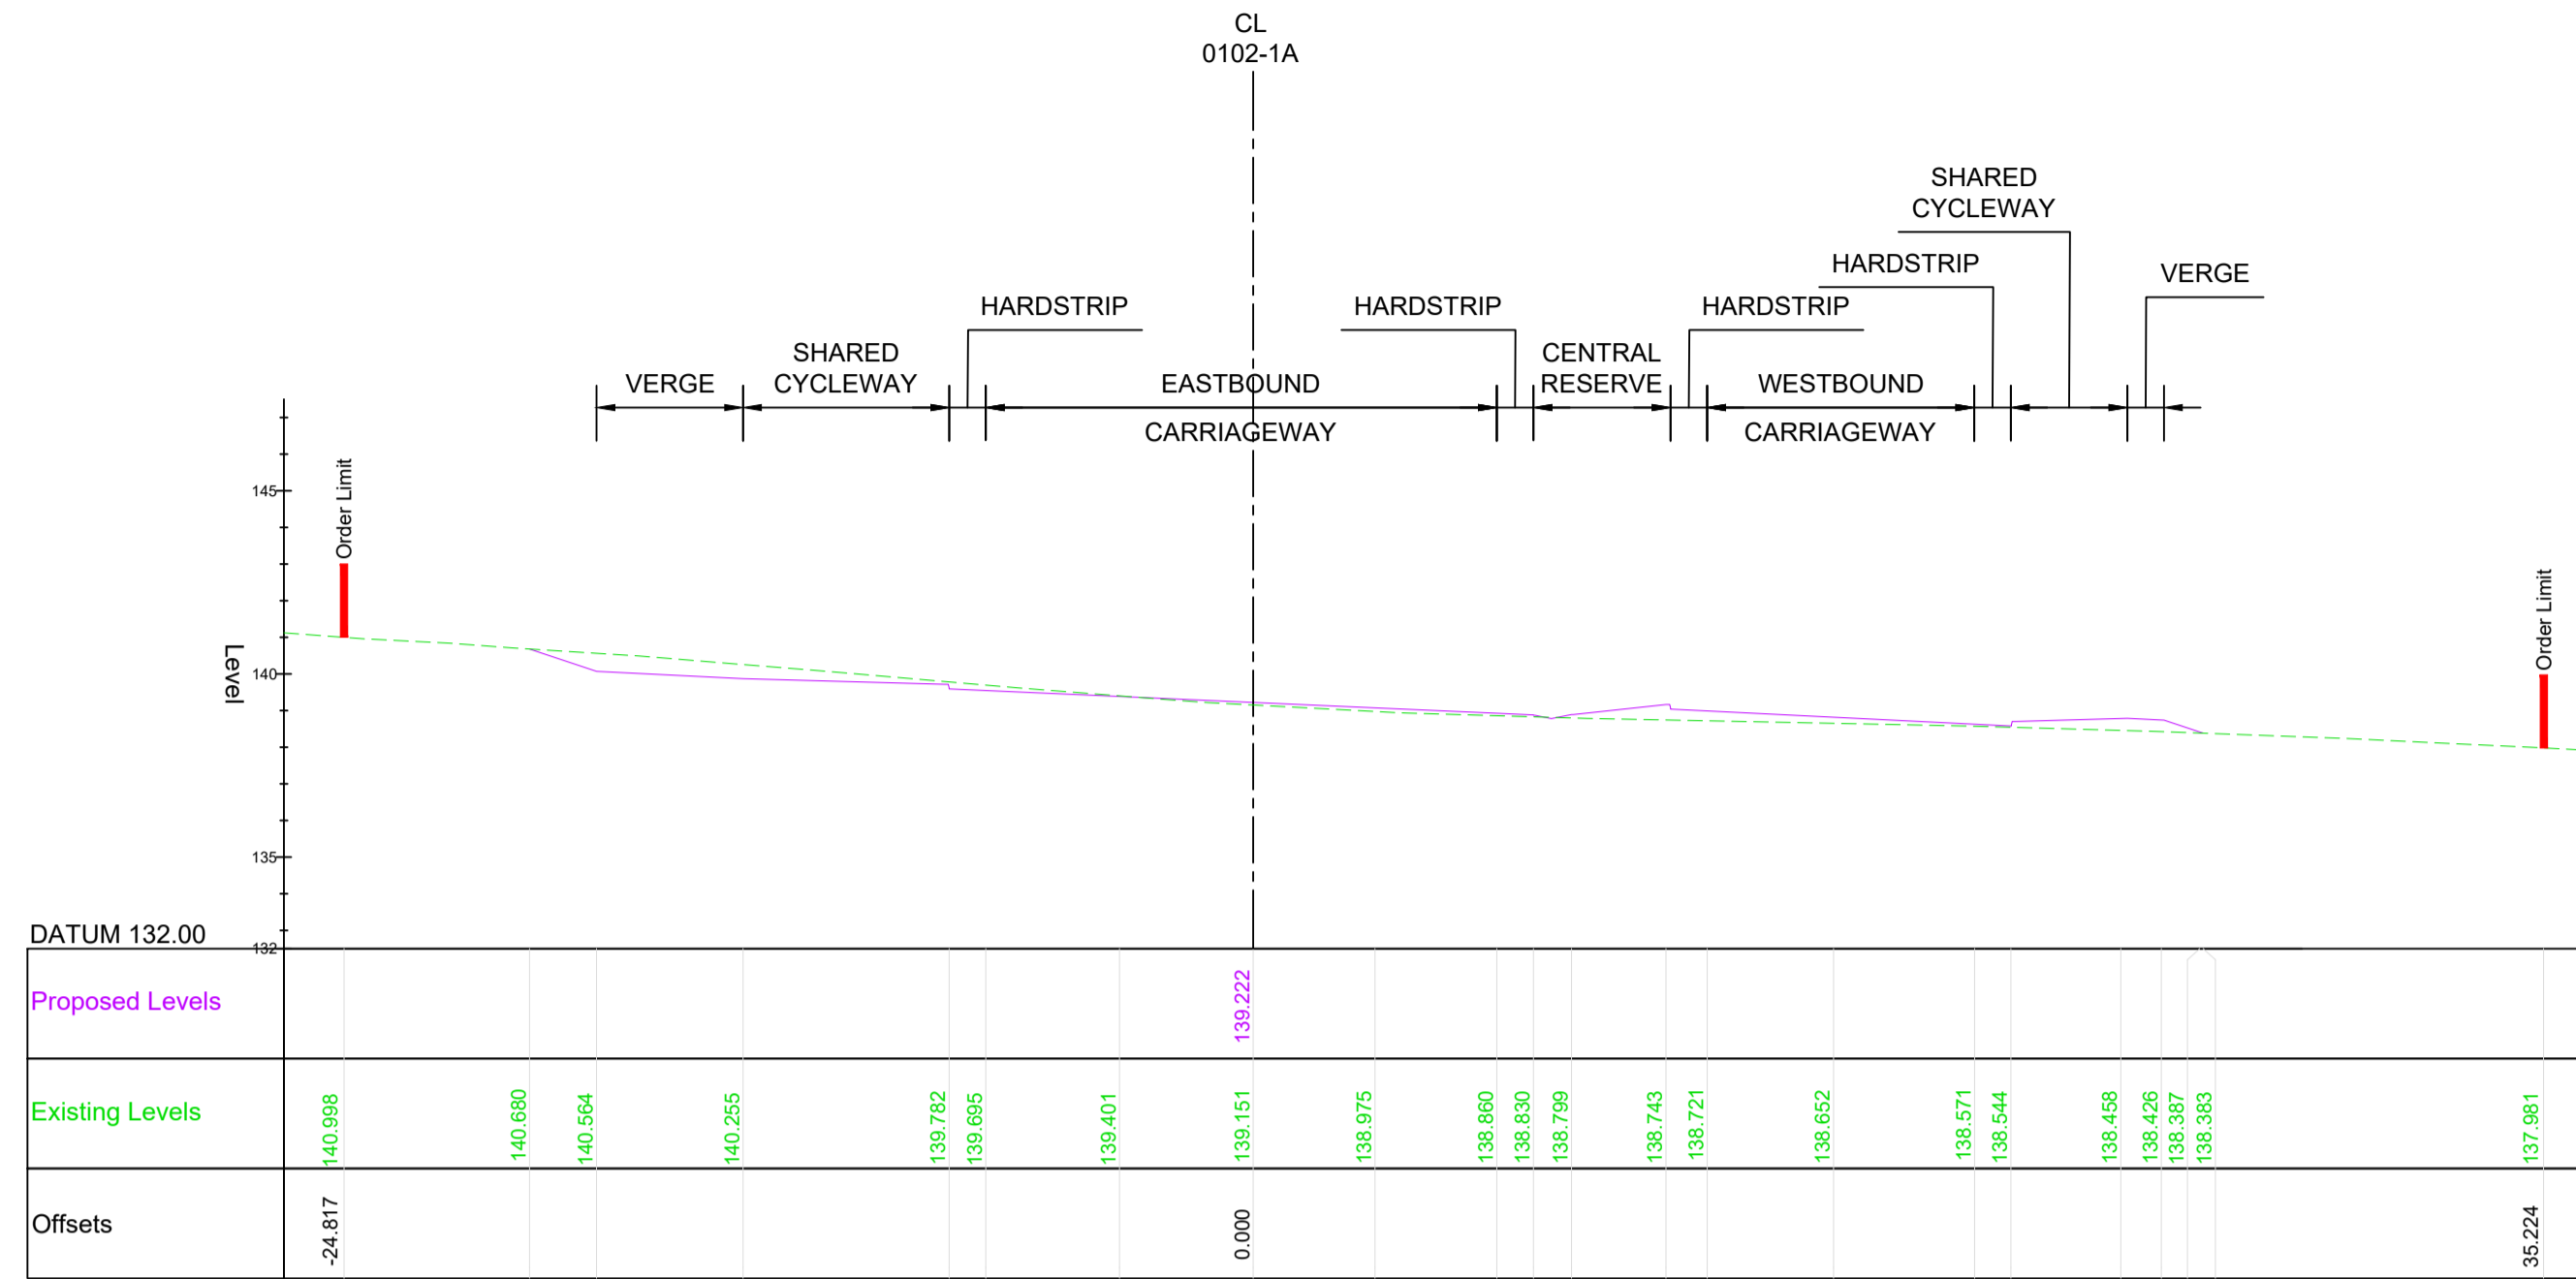 CL
0102-1A
SHARED
CYCLEWAY
HARDSTRIP
VERGE
HARDSTRIP
HARDSTRIP
HARDSTRIP
VERGE
SHARED
CYCLEWAY
EASTBOUND
CARRIAGEWAY
CENTRAL
RESERVE
WESTBOUND
CARRIAGEWAY
Order Limit
Order Limit
Level
145
140
135
132
DATUM 132.00
Proposed Levels
139.222
Existing Levels
140.998
140.680
140.564
140.255
139.782
139.695
139.401
139.151
138.975
138.860
138.830
138.799
138.743
138.721
138.652
138.571
138.544
138.458
138.426
138.387
138.383
137.981
Offsets
-24.817
0.000
35.224